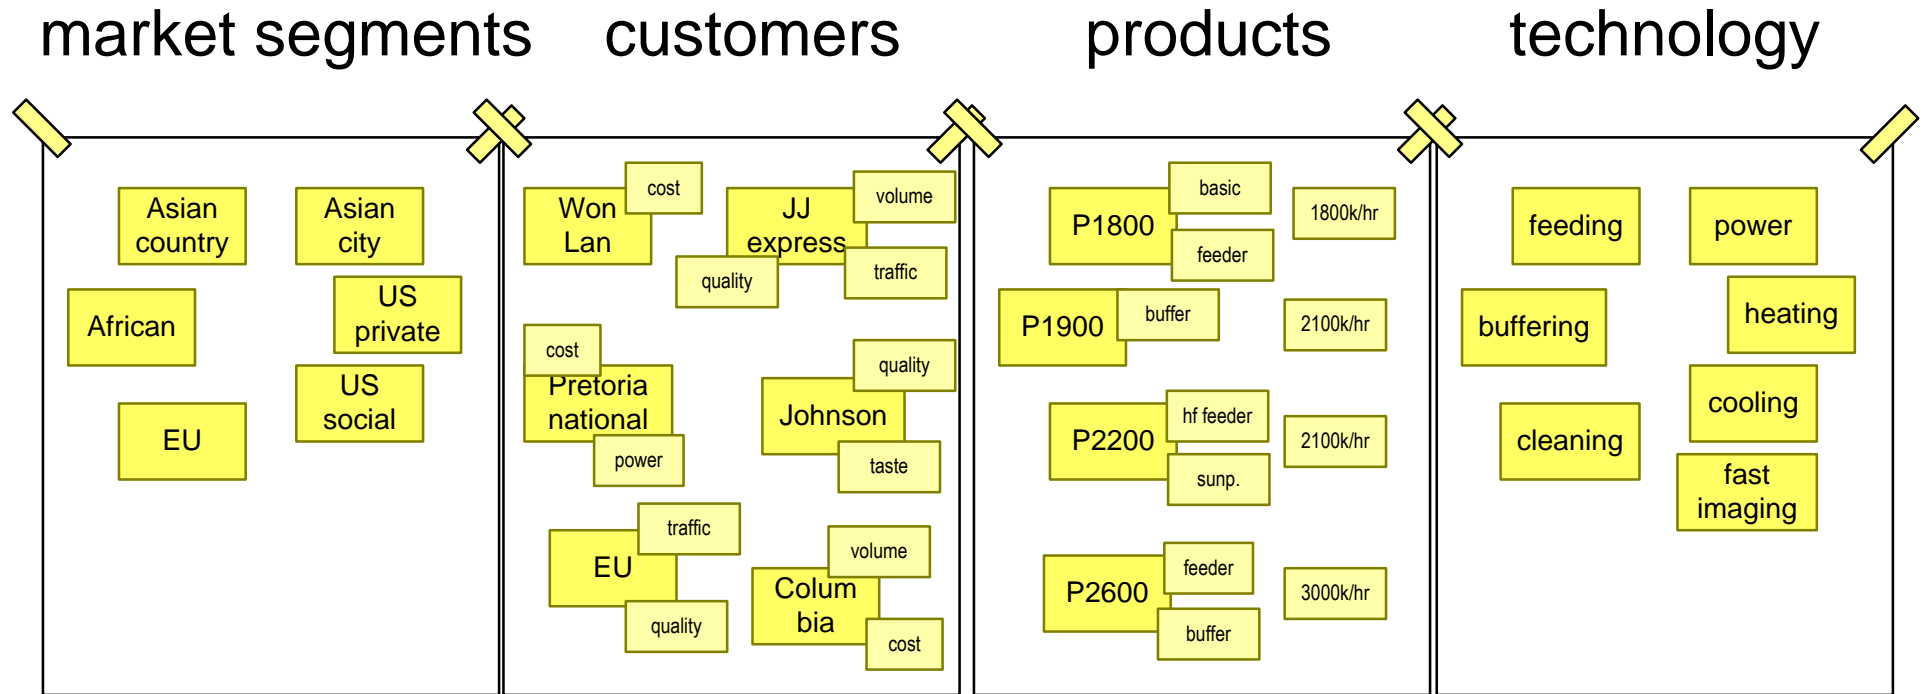 market segments
customers
products
technology
Asian
country
Asian
city
African
US
private
US
social
EU
Won
Lan
cost
JJ
express
volume
traffic
quality
cost
Pretoria
national
power
quality
Johnson
taste
traffic
EU
quality
volume
Colum
bia
cost
P1800
basic
feeder
1800k/hr
P1900
buffer
2100k/hr
P2200
hf feeder
sunp.
2100k/hr
P2600
feeder
buffer
3000k/hr
feeding
power
buffering
heating
cooling
cleaning
fast
imaging